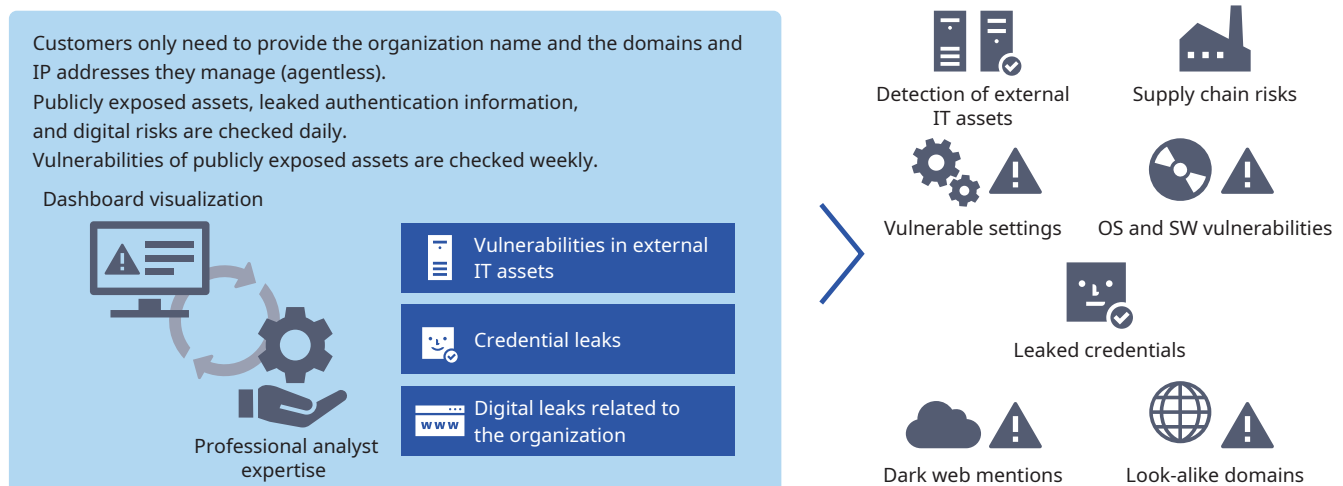 Customers only need to provide the organization name and the domains and
IP addresses they manage (agentless).
Publicly exposed assets, leaked authentication information,
and digital risks are checked daily.
Vulnerabilities of publicly exposed assets are checked weekly.
Dashboard visualization
Professional analyst
expertise
Vulnerabilities in external
IT assets
Credential leaks
www
Digital leaks related to
the organization
Detection of external
IT assets
Supply chain risks
Vulnerable settings
OS and SW vulnerabilities
Leaked credentials
Dark web mentions
Look-alike domains